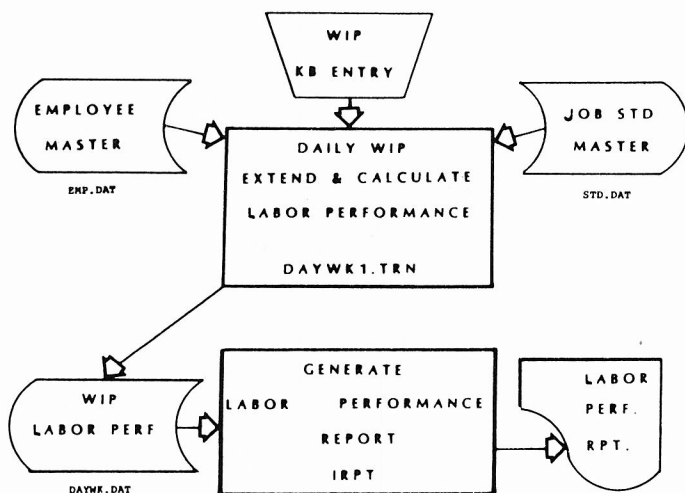 WIP
KB ENTRY
EMPLOYEE
MASTER
EMP.DAT
JOB STD
MASTER
STD.DAT
DAILY WIP
EXTEND & CALCULATE
LABOR PERFORMANCE
DAYWK1.TRN
WIP
LABOR PERF
DAYWK.DAT
GENERATE
LABOR PERFORMANCE
REPORT
IRPT
LABOR
PERF.
RPT.